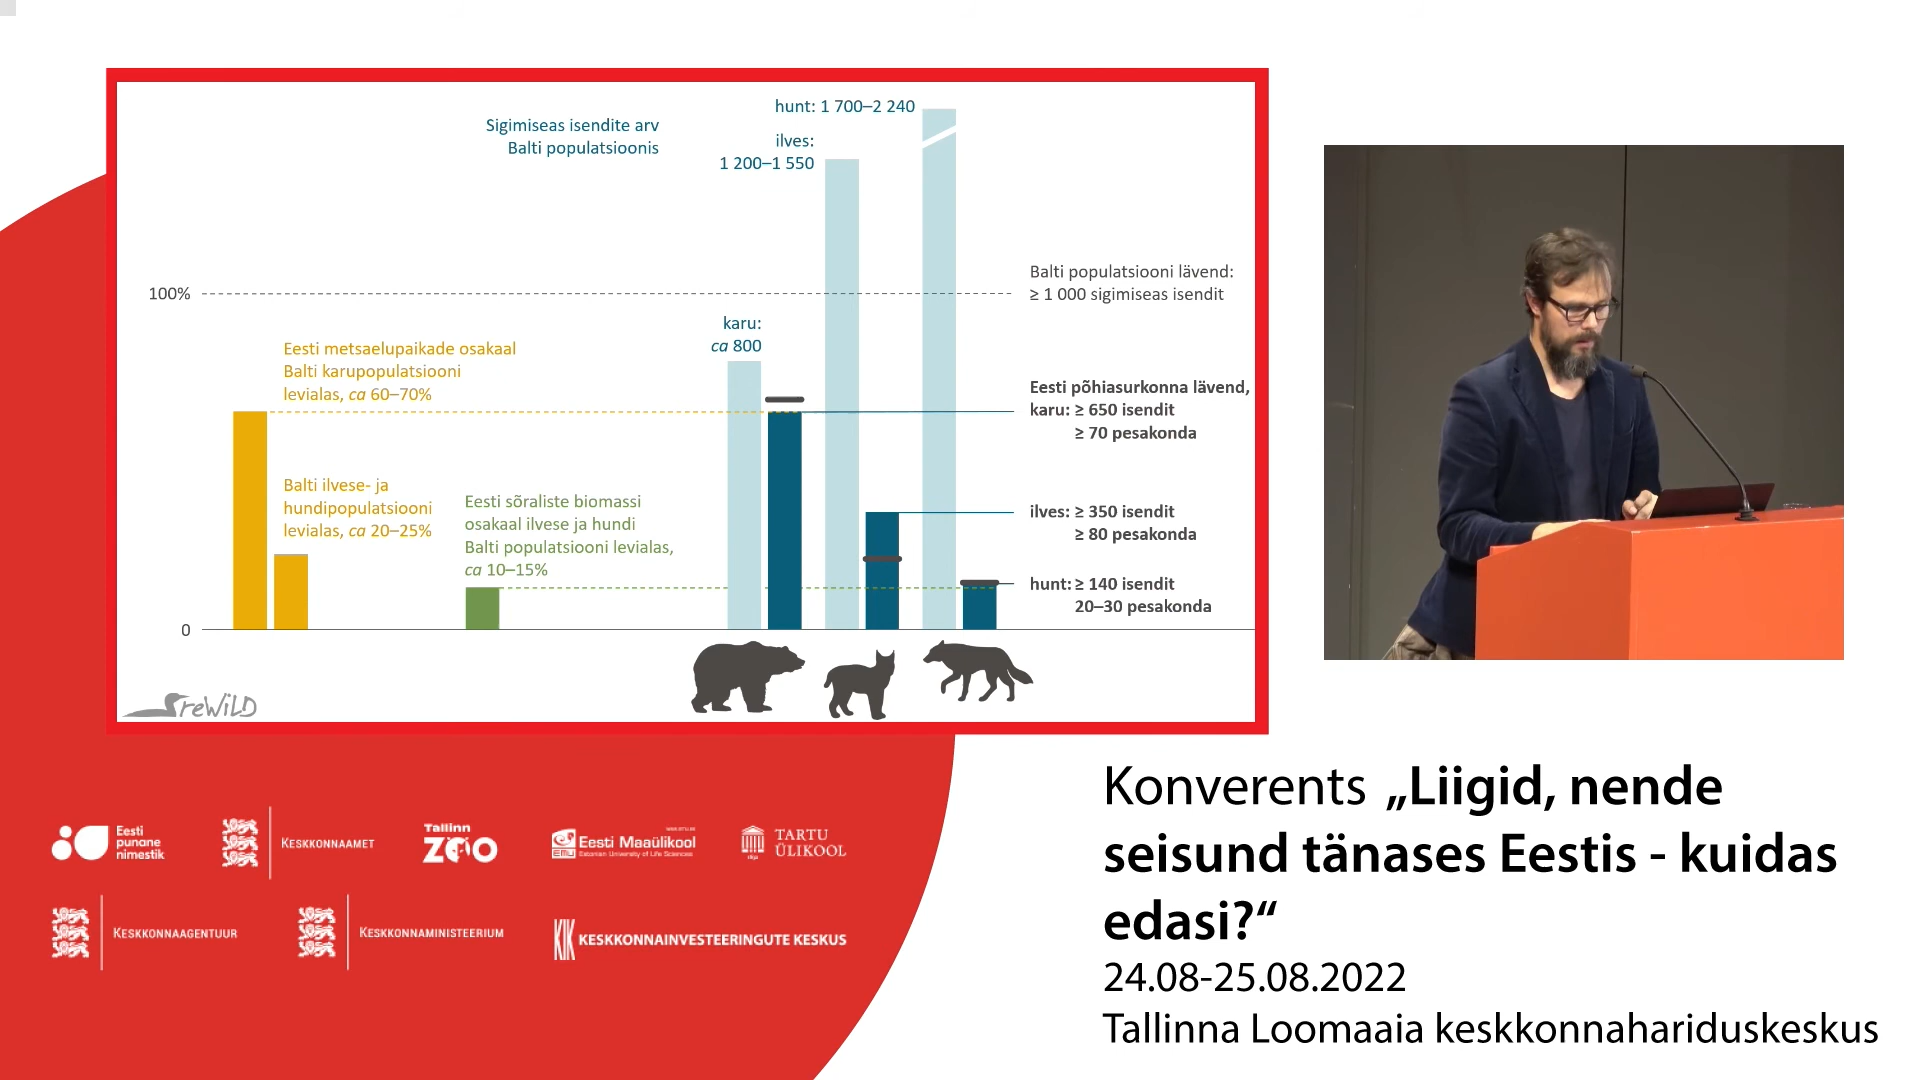 Sigimiseas isendite arv
Balti populatsioonis
hunt: 1 700–2 240
ilves:
1 200–1 550
100%
Balti populatsiooni lävend:
≥ 1 000 sigimiseas isendit
karu:
ca 800
Eesti metsaelupaikade osakaal
Balti karupopulatsiooni
levialas, ca 60–70%
Eesti põhiasurkonna lävend,
karu: ≥ 650 isendit
≥ 70 pesakonda
Balti ilvese- ja
hundipopulatsiooni
levialas, ca 20–25%
Eesti sõraliste biomassi
osakaal ilvese ja hundi
Balti populatsiooni levialas,
ca 10–15%
ilves: ≥ 350 isendit
≥ 80 pesakonda
hunt: ≥ 140 isendit
20–30 pesakonda
0
reWiLD
Konverents „Liigid, nende
seisund tänases Eestis - kuidas
edasi?“
24.08-25.08.2022
Tallinna Loomaaia keskkonnahariduskeskus
Eesti
punane
nimestik
KESKKONNAAMET
Tallinn
ZOO
www.emu.ee
EMÜ
Eesti Maaülikool
Estonian University of Life Sciences
TARTU
ÜLIKOOL
KESKKONNAAGENTUUR
KESKKONNAMINISTEERIUM
KIK KESKKONNAINVESTEERINGUTE KESKUS